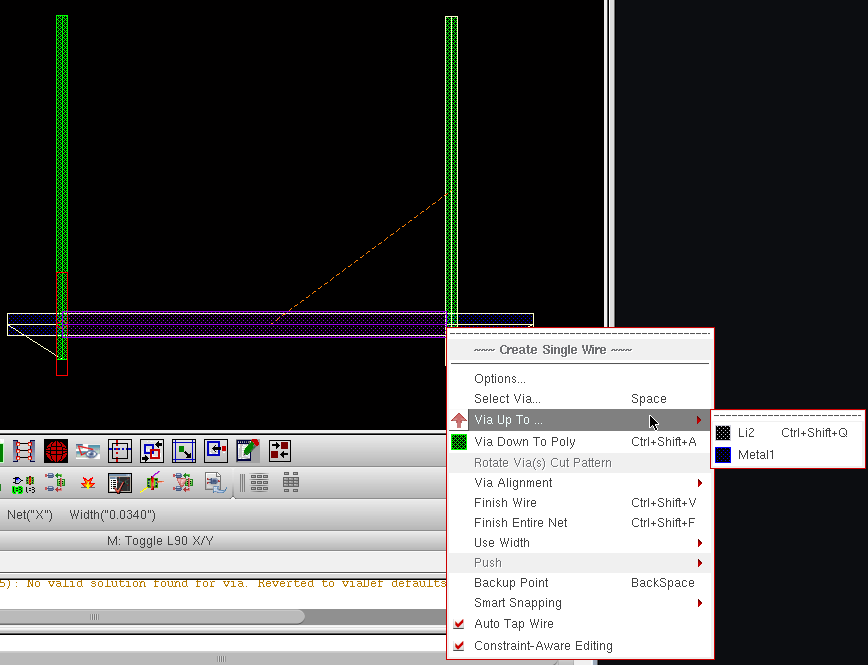 ~~~ Create Single Wire ~~~
Options...
Select Via... Space
Via Up To ...
Li2 Ctrl+Shift+Q
Via Down To Poly Ctrl+Shift+A
Metal1
Rotate Via(s) Cut Pattern
Via Alignment
Finish Wire Ctrl+Shift+V
Finish Entire Net Ctrl+Shift+F
Use Width
Push
Backup Point BackSpace
Smart Snapping
Auto Tap Wire
Constraint-Aware Editing
Net("X") Width("0.0340")
M: Toggle L90 X/Y
5): No valid solution found for via. Reverted to viaDef defaults